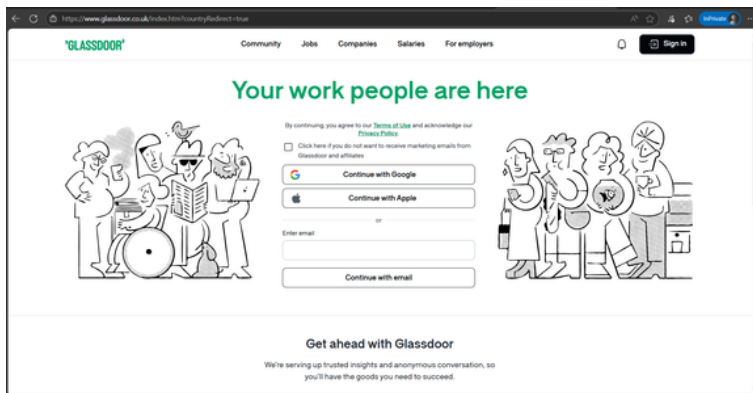 https://www.glassdoor.co.uk/index.htm?countryRedirect=true
InPrivate
GLASSDOOR
Community Jobs Companies Salaries For employers
Sign in
Your work people are here
By continuing, you agree to our Terms of Use and acknowledge our
Privacy Policy.
Click here if you do not want to receive marketing emails from
Glassdoor and affiliates
Continue with Google
Continue with Apple
or
Enter email
Continue with email
Get ahead with Glassdoor
We're serving up trusted insights and anonymous conversation, so
you'll have the goods you need to succeed.